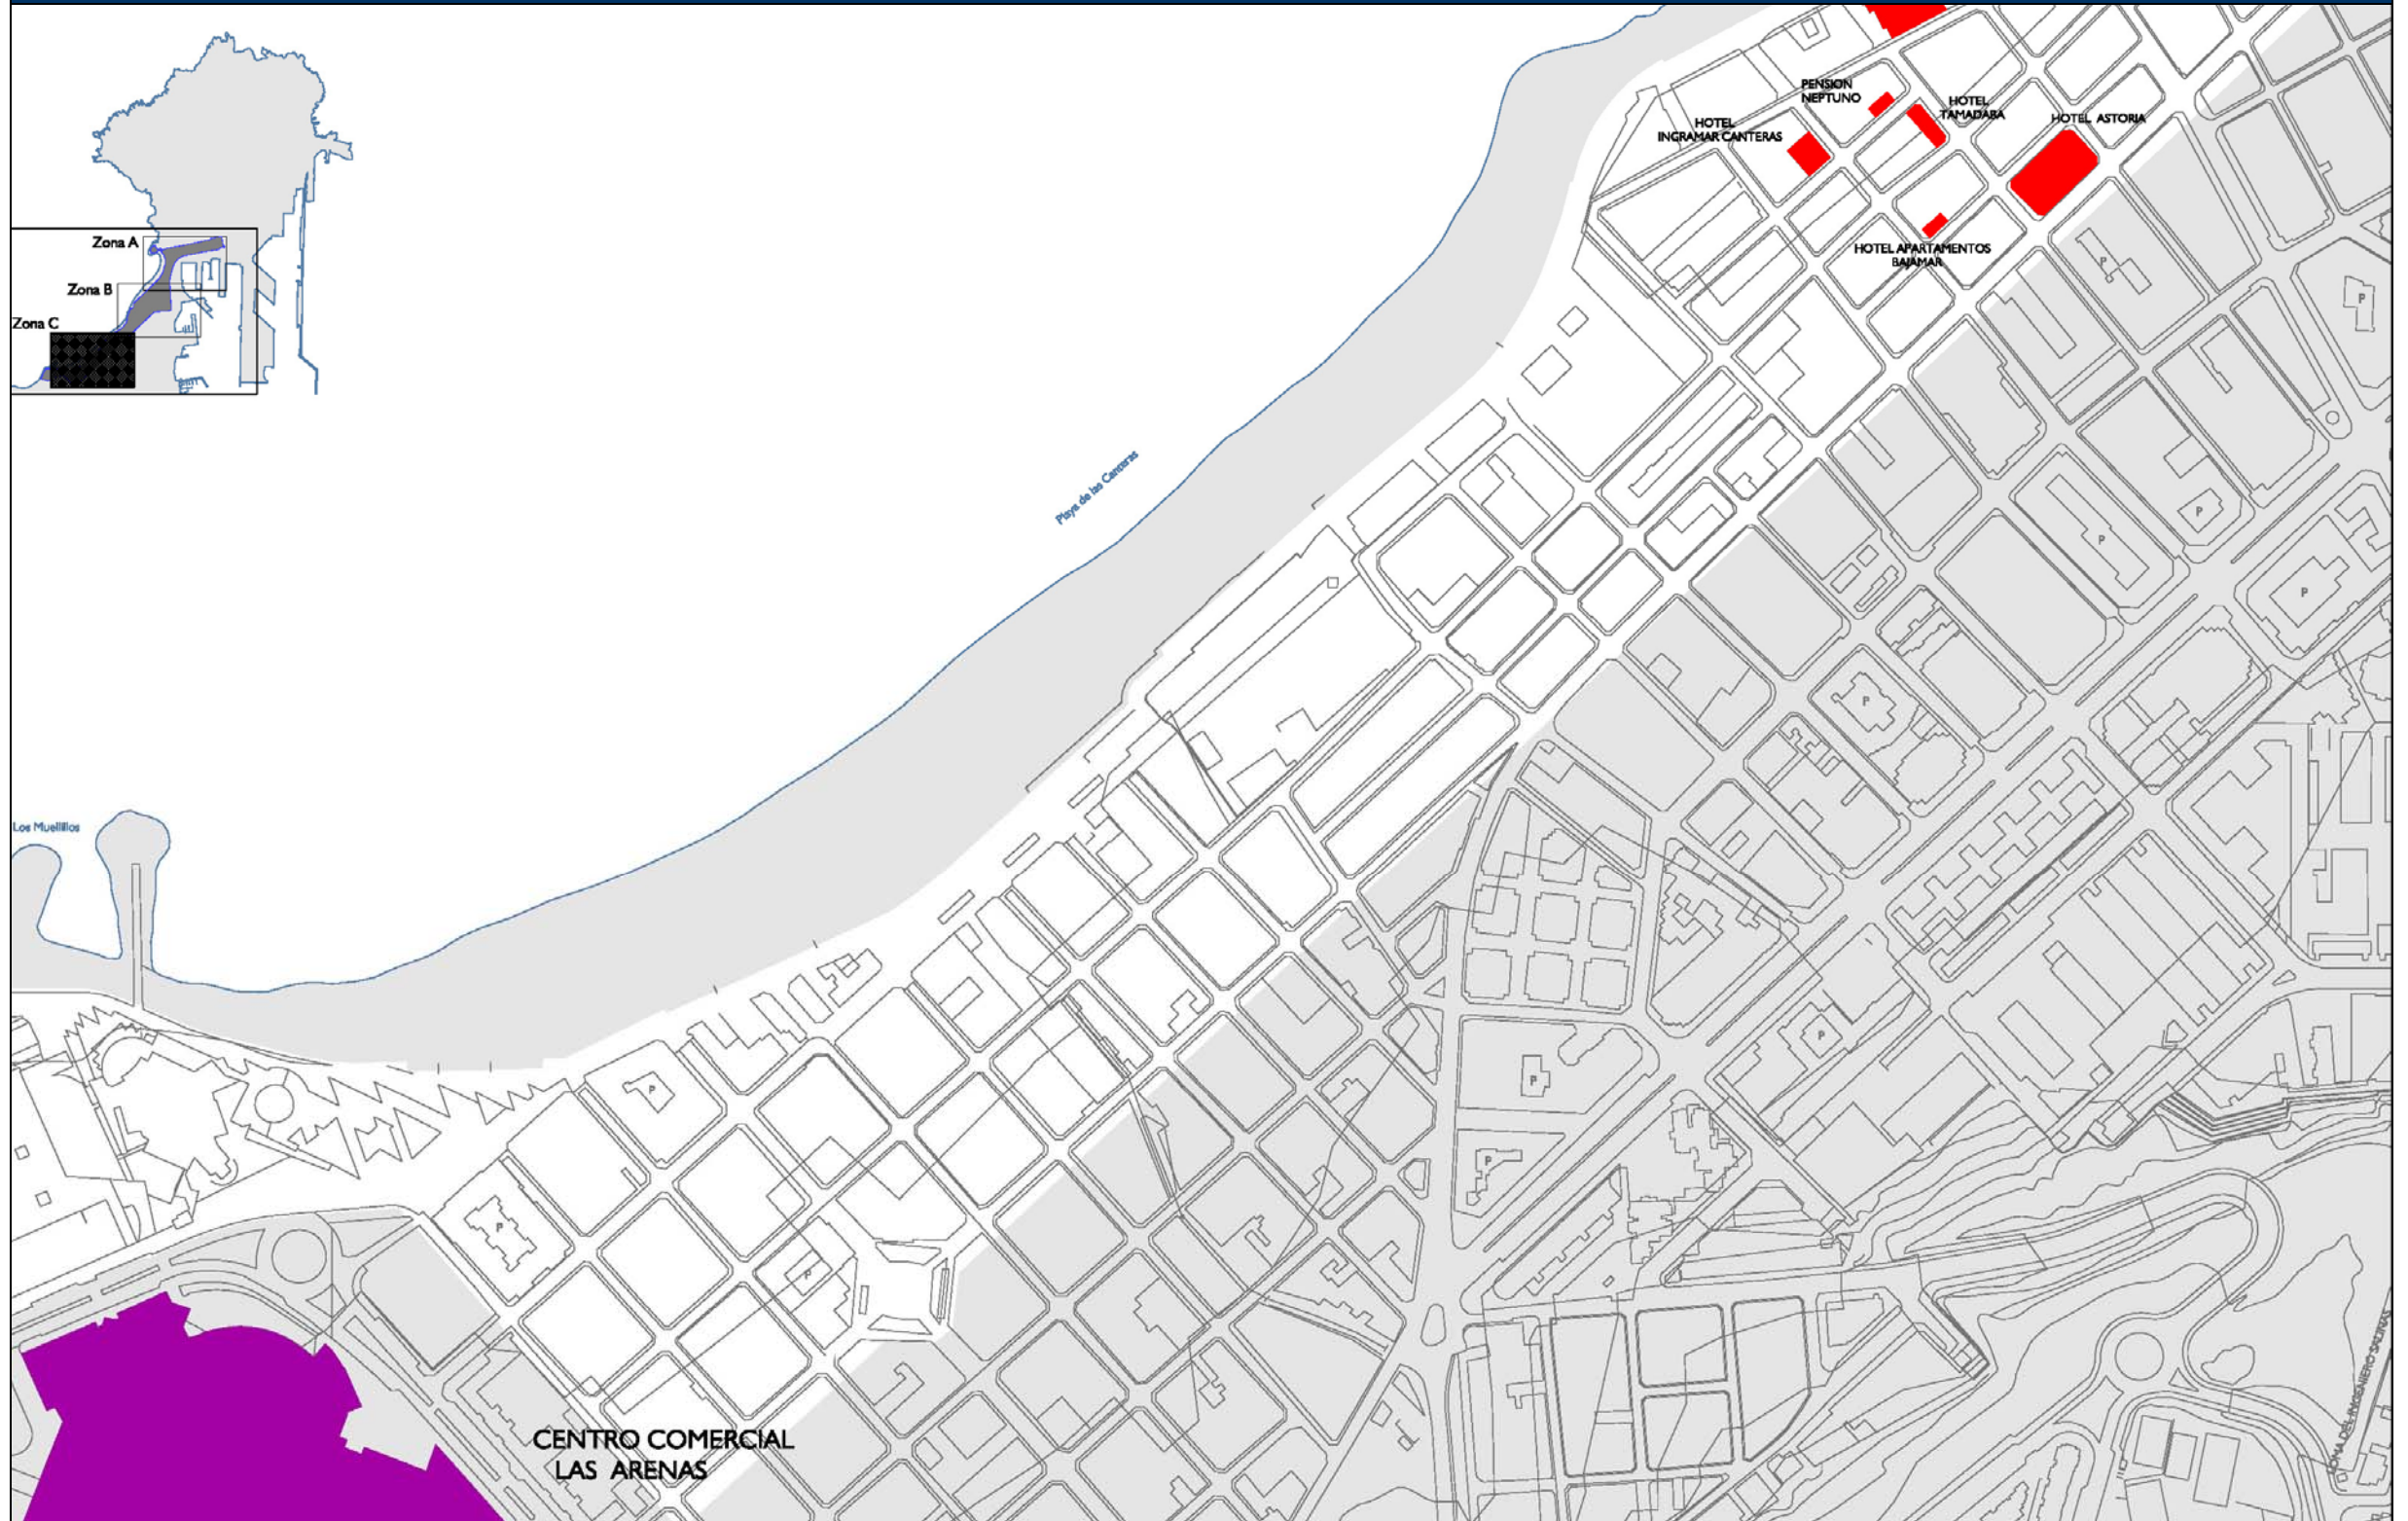 Zona A
Zona B
Zona C
PENSION
NEPTUNO
HOTEL
TAMADABA
HOTEL ASTORIA
HOTEL
INGRAMAR CANTERAS
HOTEL APARTAMENTOS
BAJAMAR
P
P
P
P
P
Playa de las Canteras
P
Los Muelillos
P
P
P
P
P
P
CENTRO COMERCIAL
LAS ARENAS